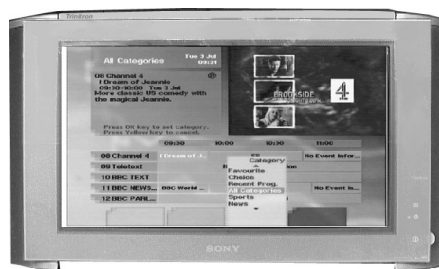 Trinitron
All Categories
Tue 3 Jul
09:31
08 Channel 4
I Dream of Jeannie
09:30-10:00 Tue 3 Jul
More classic US comedy with
the magical Jeannie.
Press OK key to set category.
Press Yellow key to cancel.
BROOKSIDE
4
09:30 10:00 10:30 11:00
08 Channel 4 I Dream of J... No Event Infor...
09 Teletext
10 BBC TEXT
11 BBC NEWS... BBC World ... No Event In...
12 BBC PARL...
Category
Favourite
Choice
Recent Prog.
All Categories
Sports
News
SONY